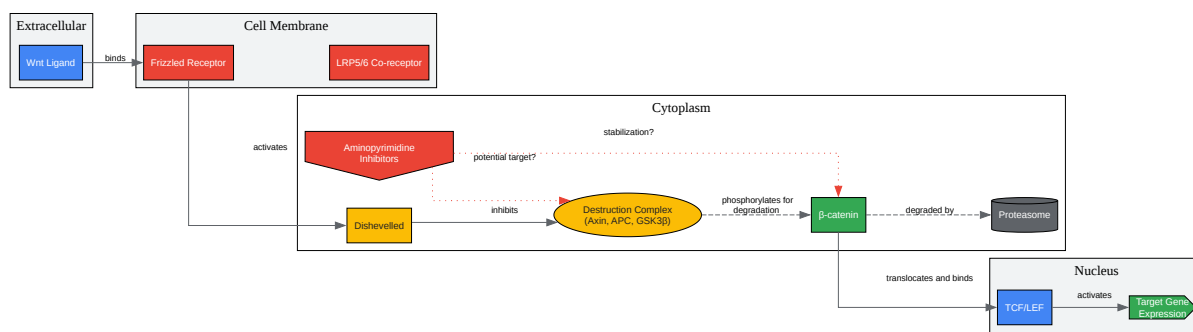 Extracellular
Cell Membrane
Wnt Ligand
binds
Frizzled Receptor
LRP5/6 Co-receptor
Cytoplasm
activates
Aminopyrimidine
Inhibitors
stabilization?
potential target?
Dishevelled
inhibits
Destruction Complex
(Axin, APC, GSK3β)
phosphorylates for
degradation
β-catenin
degraded by
Proteasome
translocates and binds
Nucleus
TCF/LEF
activates
Target Gene
Expression